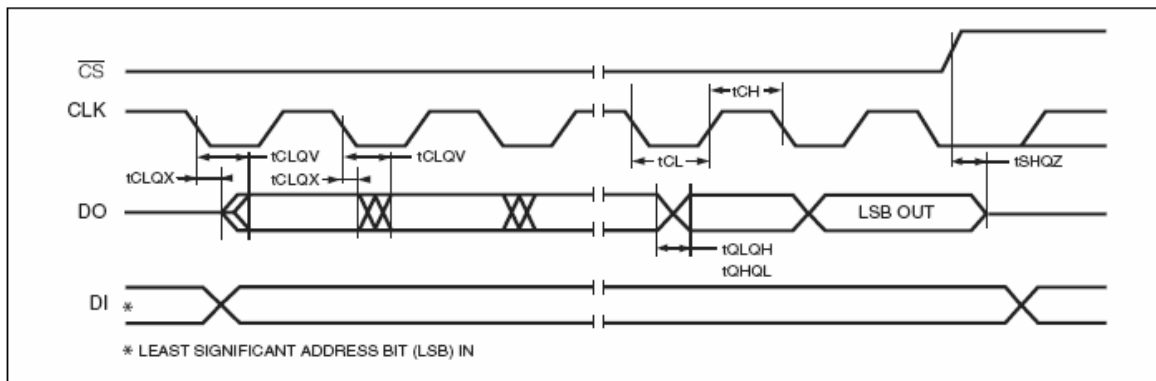 CS
CLK
tCH
tCLQV
tCLQV
tCL
tSHQZ
tCLQX
tCLQX
DO
LSB OUT
tQLQH
tQHQL
DI *
* LEAST SIGNIFICANT ADDRESS BIT (LSB) IN